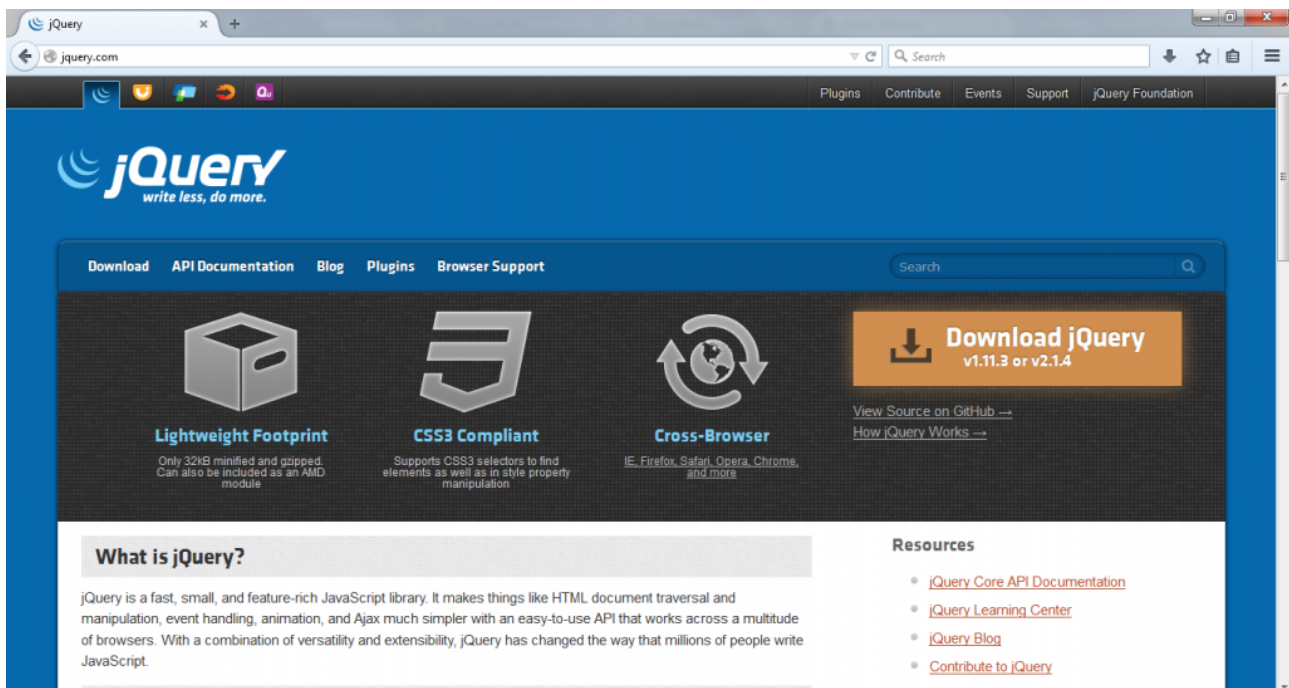 jQuery
jquery.com
Search
Plugins Contribute Events Support jQuery Foundation
jQuery
write less, do more.
Download API Documentation Blog Plugins Browser Support
Search
Lightweight Footprint
Only 32kB minified and gzipped.
Can also be included as an AMD
module
CSS3 Compliant
Supports CSS3 selectors to find
elements as well as in style property
manipulation
Cross-Browser
IE, Firefox, Safari, Opera, Chrome,
and more
Download jQuery
v1.11.3 or v2.1.4
View Source on GitHub →
How jQuery Works →
What is jQuery?
jQuery is a fast, small, and feature-rich JavaScript library. It makes things like HTML document traversal and
manipulation, event handling, animation, and Ajax much simpler with an easy-to-use API that works across a multitude
of browsers. With a combination of versatility and extensibility, jQuery has changed the way that millions of people write
JavaScript.
Resources
jQuery Core API Documentation
jQuery Learning Center
jQuery Blog
Contribute to jQuery